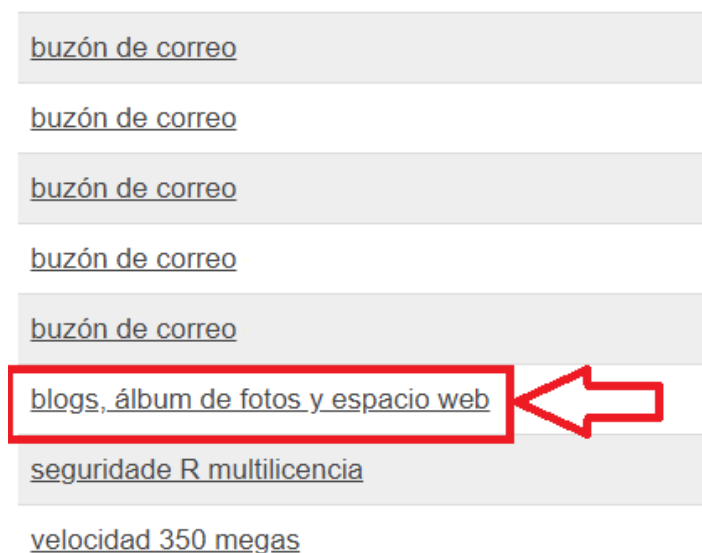 buzón de correo
buzón de correo
buzón de correo
buzón de correo
buzón de correo
blogs, álbum de fotos y espacio web
seguridade R multilicencia
velocidad 350 megas